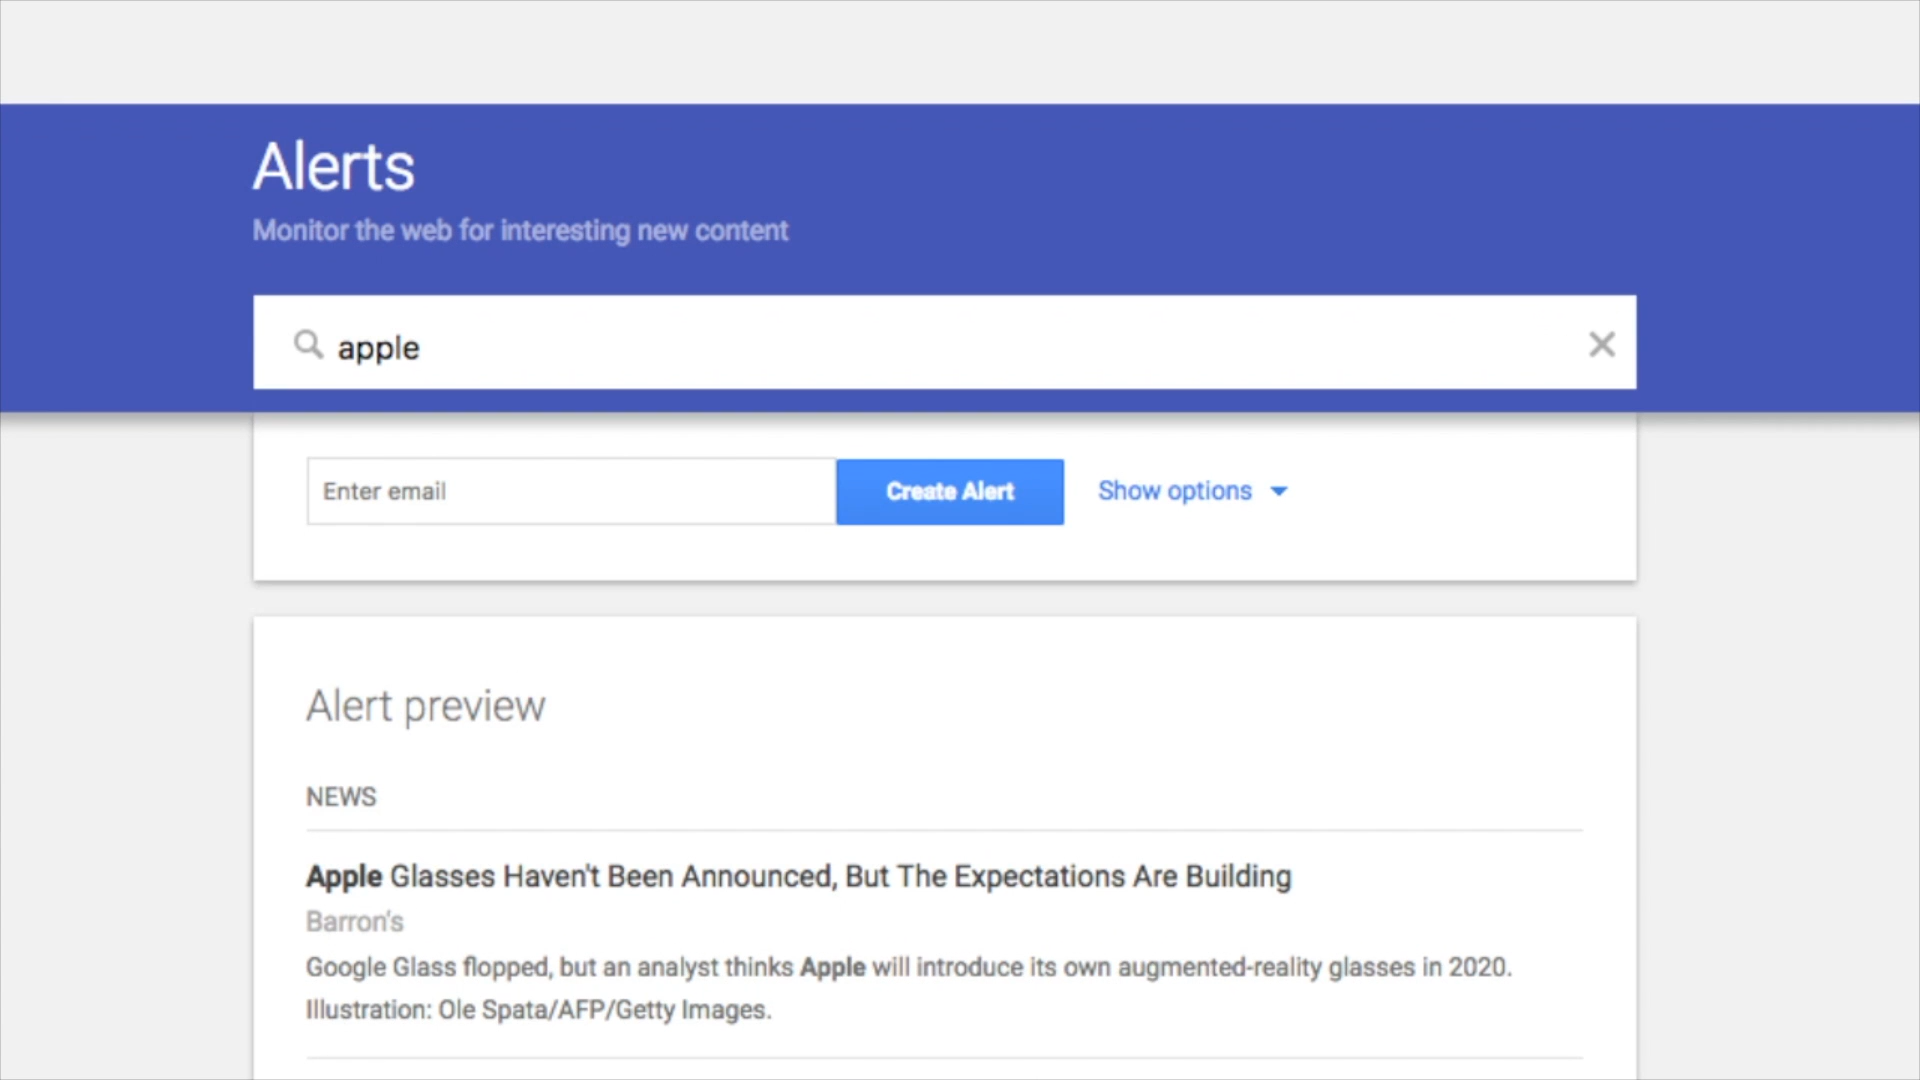 Alerts
Monitor the web for interesting new content
apple
Enter email
Create Alert
Show options
Alert preview
NEWS
Apple Glasses Haven't Been Announced, But The Expectations Are Building
Barron's
Google Glass flopped, but an analyst thinks Apple will introduce its own augmented-reality glasses in 2020.
Illustration: Ole Spata/AFP/Getty Images.